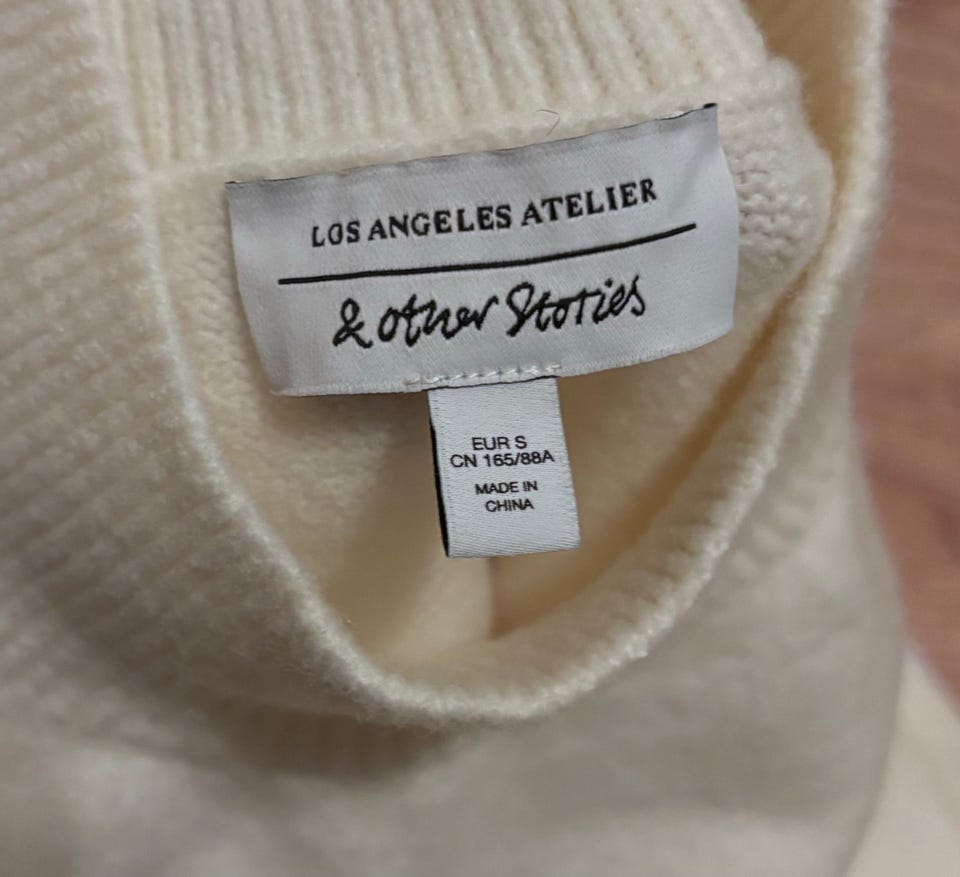 LOS ANGELES ATELIER
& other Stories
EUR S
CN 165/88A
MADE IN
CHINA